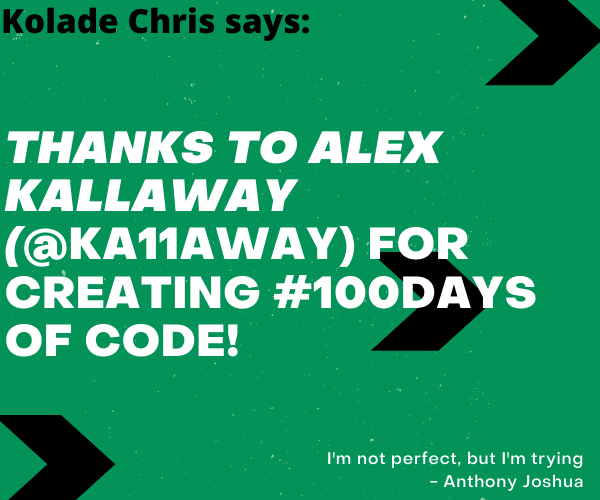 Kolade Chris says:
THANKS TO ALEX
KALLAWAY
(@KA11AWAY) FOR
CREATING #100DAYS
OF CODE!
I'm not perfect, but I'm trying
– Anthony Joshua